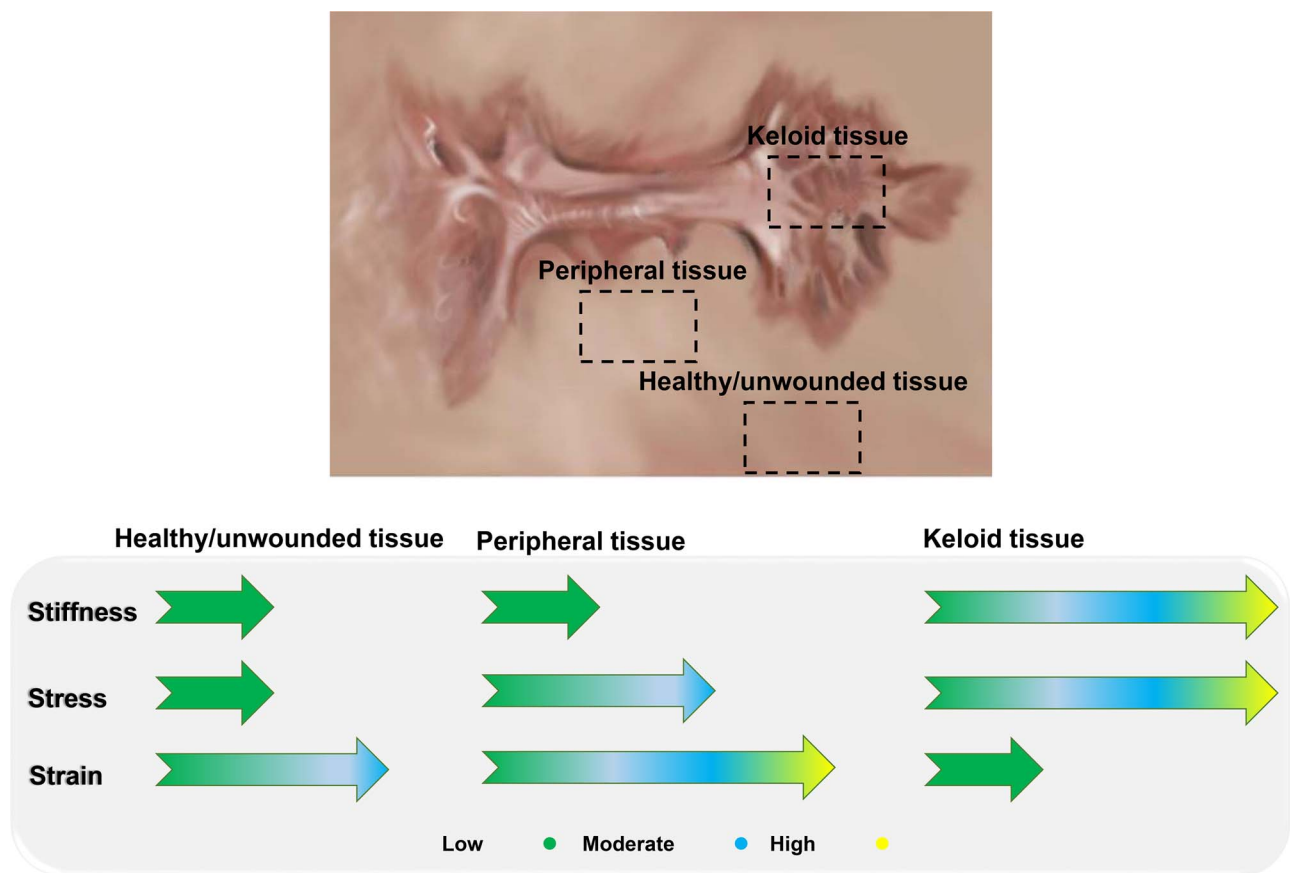 Keloid tissue
Peripheral tissue
Healthy/unwounded tissue
Healthy/unwounded tissue Peripheral tissue Keloid tissue
Stiffness
Stress
Strain
Low Moderate High